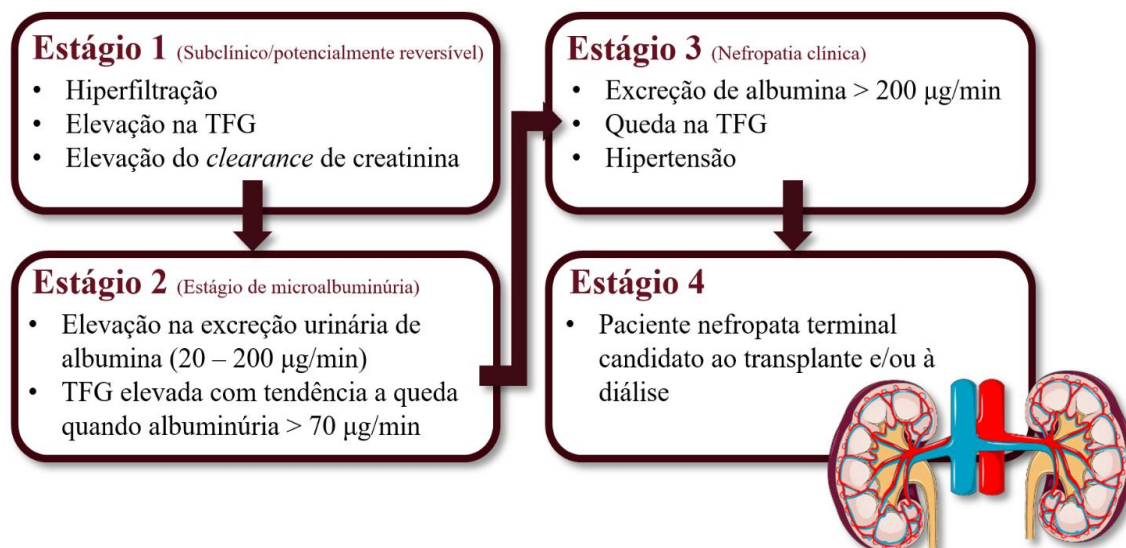 Estágio 1 (Subclínico/potencialmente reversível)
• Hiperfiltração
• Elevação na TFG
• Elevação do clearance de creatinina
Estágio 2 (Estágio de microalbuminúria)
• Elevação na excreção urinária de
albumina (20 – 200 μg/min)
• TFG elevada com tendência a queda
quando albuminúria > 70 μg/min
Estágio 3 (Nefropatia clínica)
• Excreção de albumina > 200 μg/min
• Queda na TFG
• Hipertensão
Estágio 4
• Paciente nefropata terminal
candidato ao transplante e/ou à
diálise